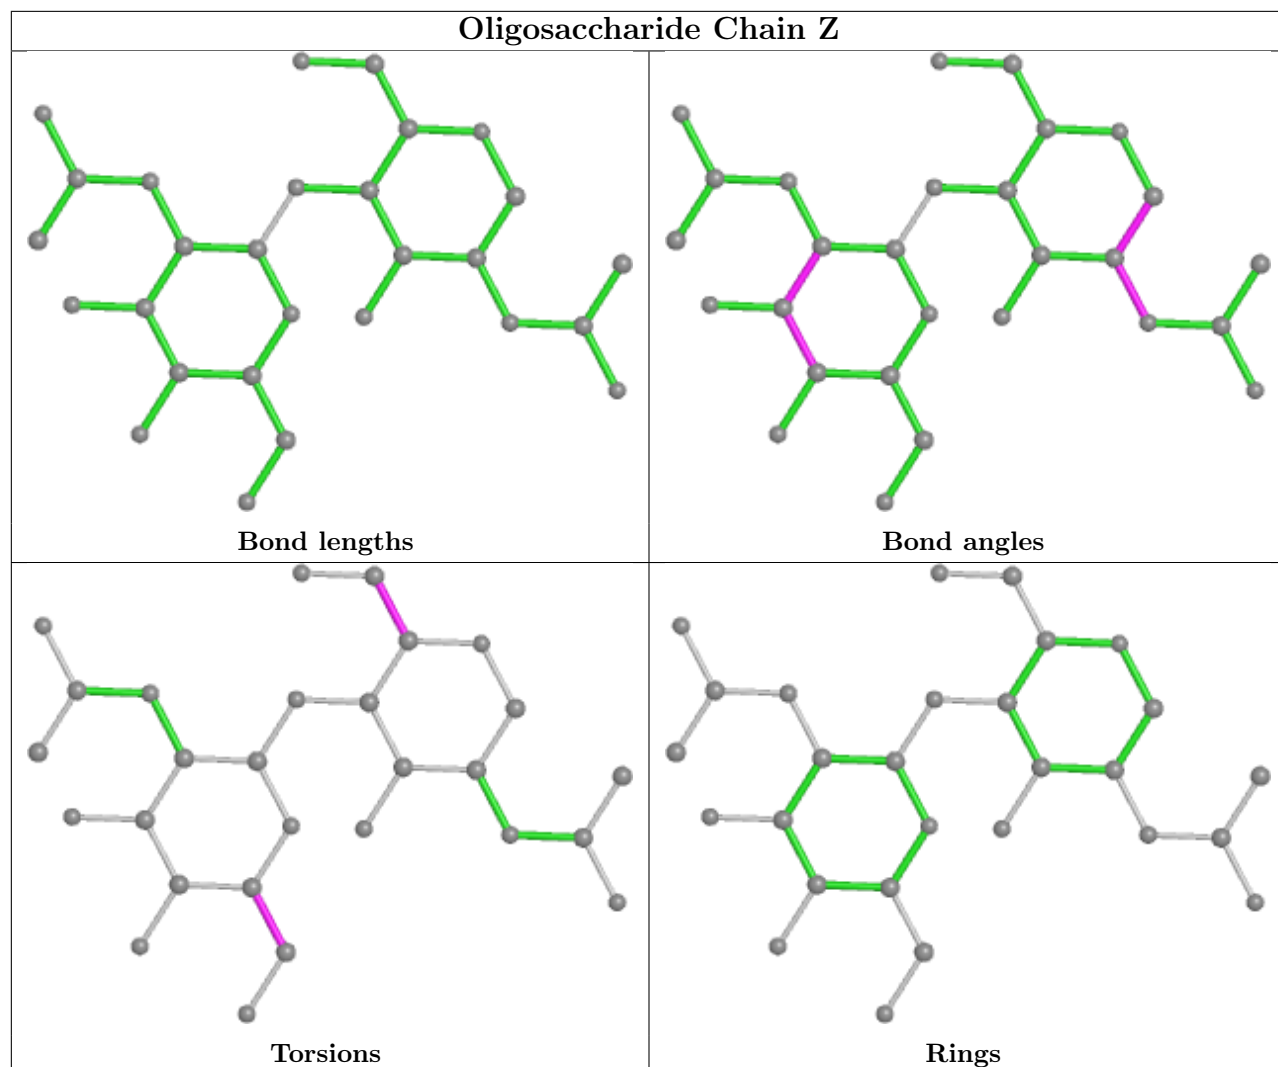 Oligosaccharide Chain Z
Bond lengths
Bond angles
Torsions
Rings